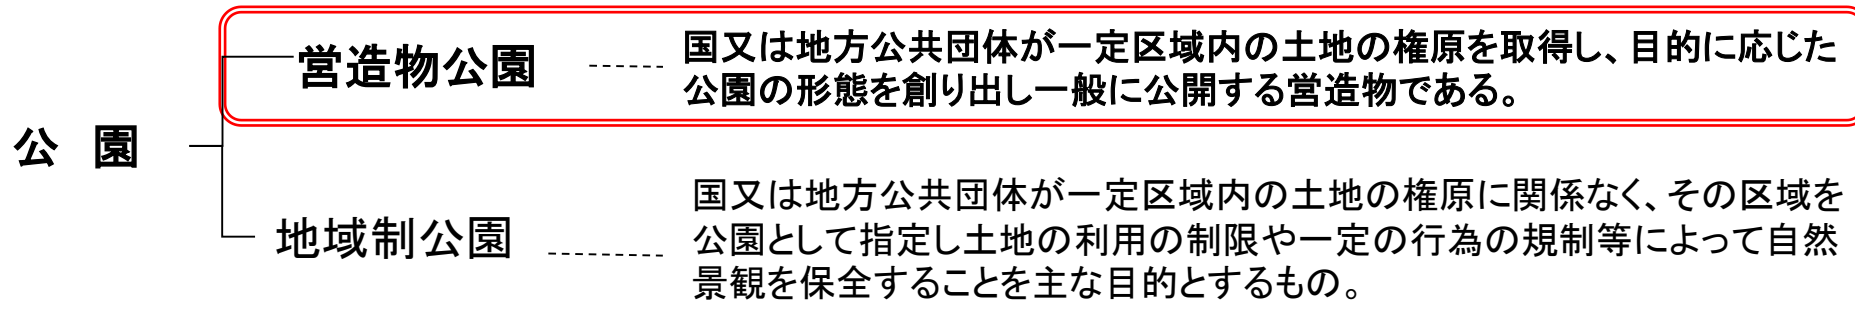 営造物公園
国又は地方公共団体が一定区域内の土地の権原を取得し、目的に応じた
公園の形態を創り出し一般に公開する営造物である。
公 園
地域制公園
国又は地方公共団体が一定区域内の土地の権原に関係なく、その区域を
公園として指定し土地の利用の制限や一定の行為の規制等によって自然
景観を保全することを主な目的とするもの。